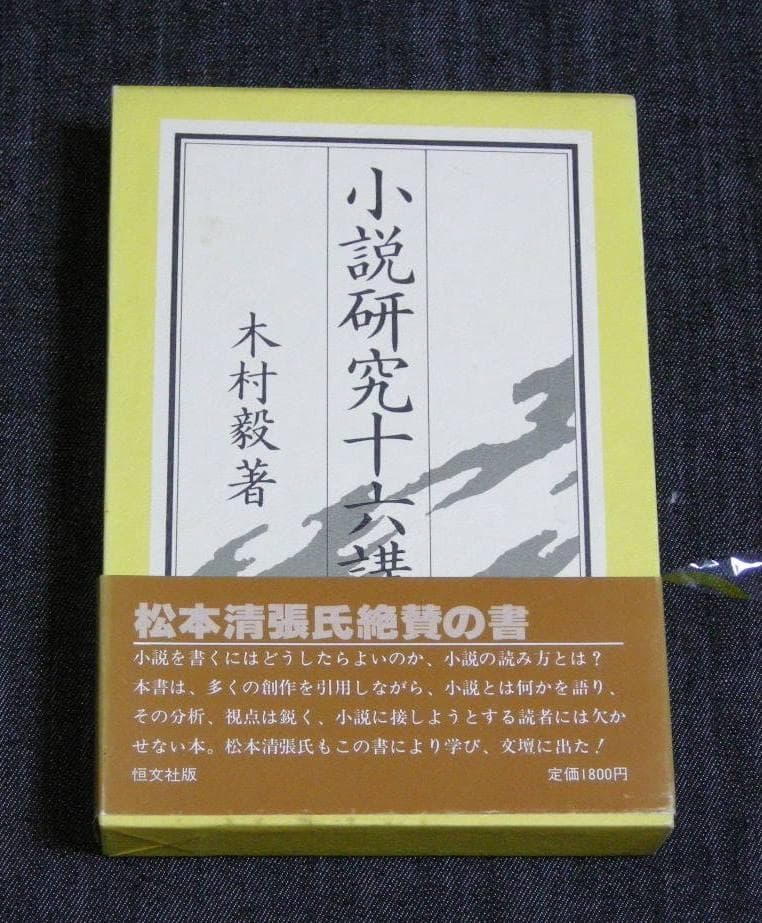 小説研究十六講
木村毅著
松本清張氏絶賛の書
小説を書くにはどうしたらよいのか、小説の読み方とは？
本書は、多くの創作を引用しながら、小説とは何かを語り、
その分析、視点は鋭く、小説に接しようとする読者には欠か
せない本。松本清張氏もこの書により学び、文壇に出た！
恒文社版
定価1800円